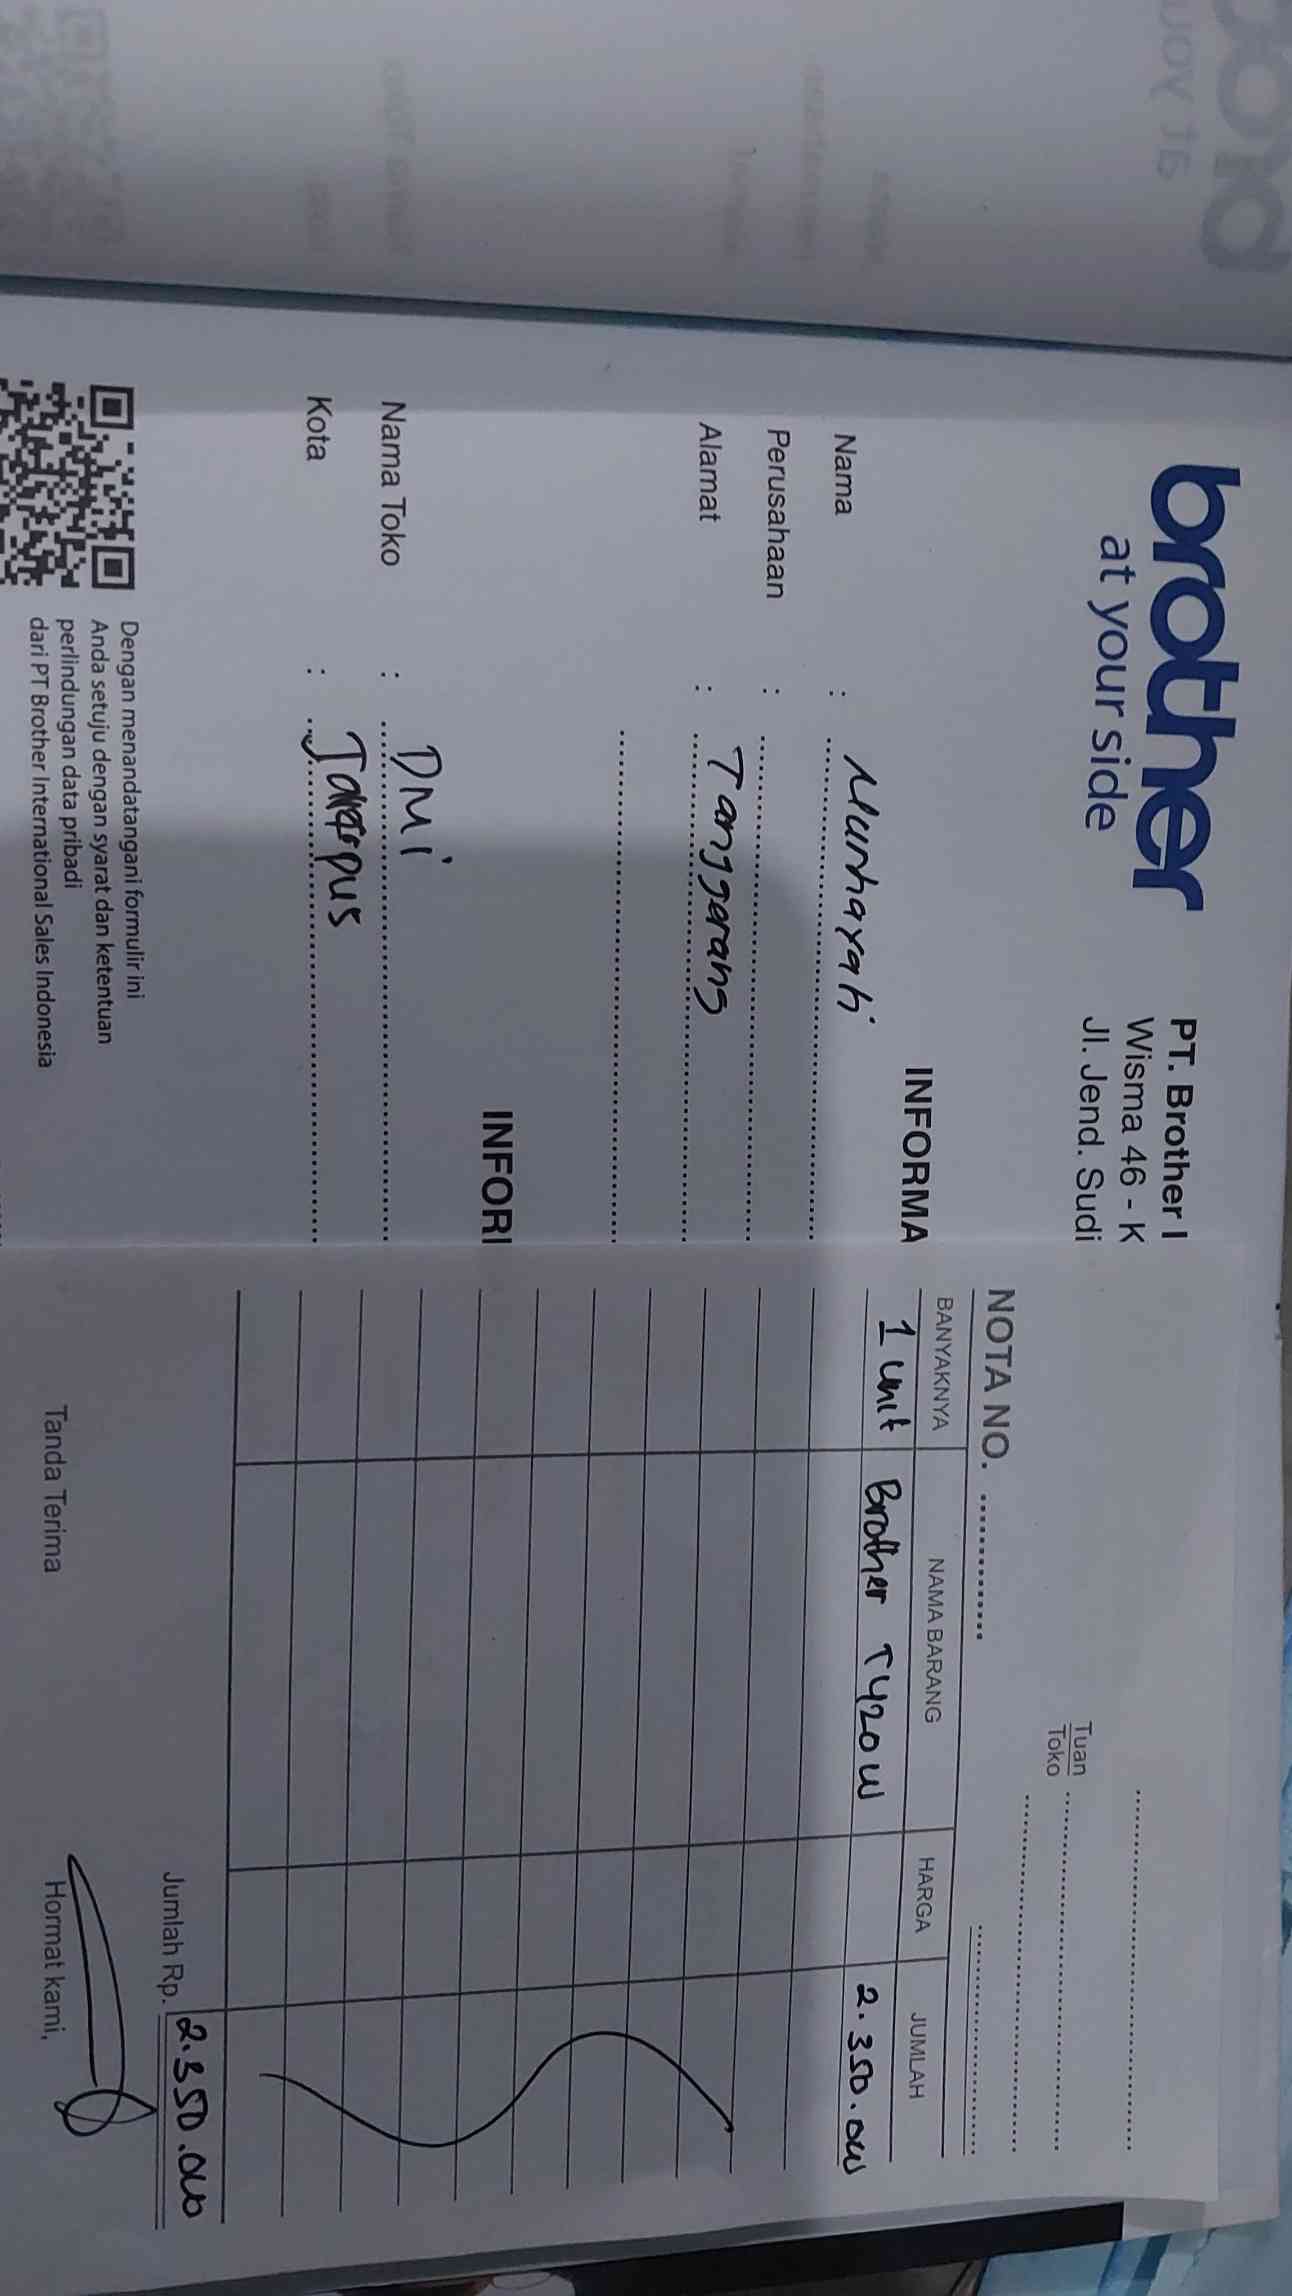 brother
at your side
PT. Brother I
Wisma 46 - K
Jl. Jend. Sudi
INFORMA
Nama :
Perusahaan :
Alamat : Tanggerang
INFORI
Nama Toko : DMI
Kota :
Dengan menandatangani formulir ini
Anda setuju dengan syarat dan ketentuan
perlindungan data pribadi
dari PT Brother International Sales Indonesia
Tuan
Toko
NOTA NO.
BANYAKNYA NAMA BARANG HARGA JUMLAH
1 unit Brother T420W 2.350.000
Jumlah Rp. 2.350.000
Tanda Terima Hormat kami,